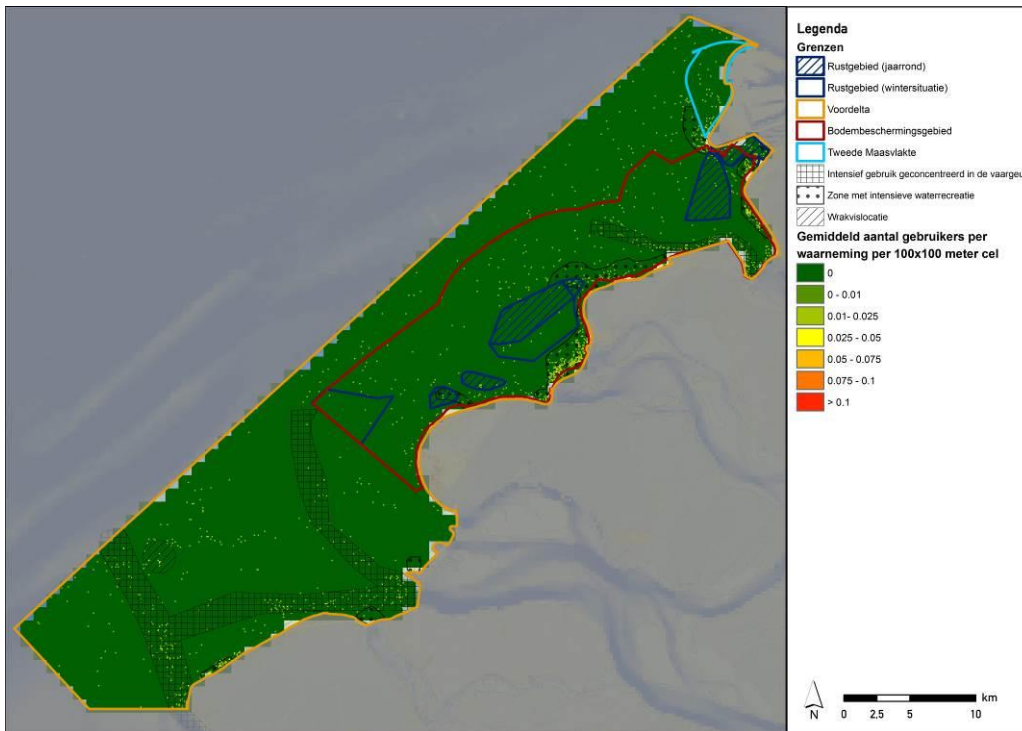 Legenda
Grenzen
Rustgebied (jaarrond)
Rustgebied (wintersituatie)
Voordelta
Bodembeschermingsgebied
Tweede Maasvlakte
Intensief gebruik geconcentreerd in de vaargeu
Zone met intensieve waterrecreatie
Wrakvislocatie
Gemiddeld aantal gebruikers per
waarneming per 100x100 meter cel
0
0 - 0.01
0.01- 0.025
0.025 - 0.05
0.05 - 0.075
0.075 - 0.1
> 0.1
N
km
0 2,5 5 10